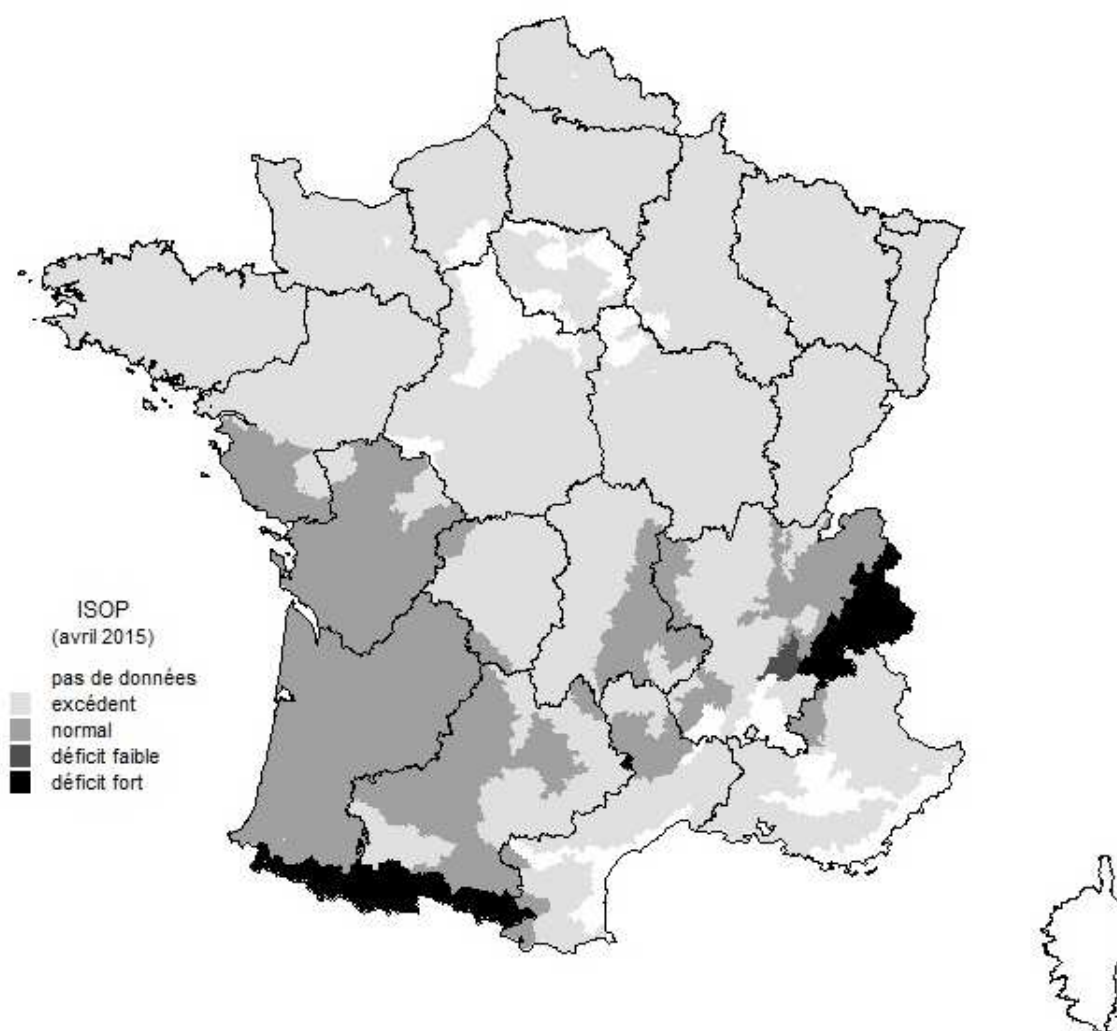 ISOP
(avril 2015)
pas de données
excédent
normal
déficit faible
déficit fort